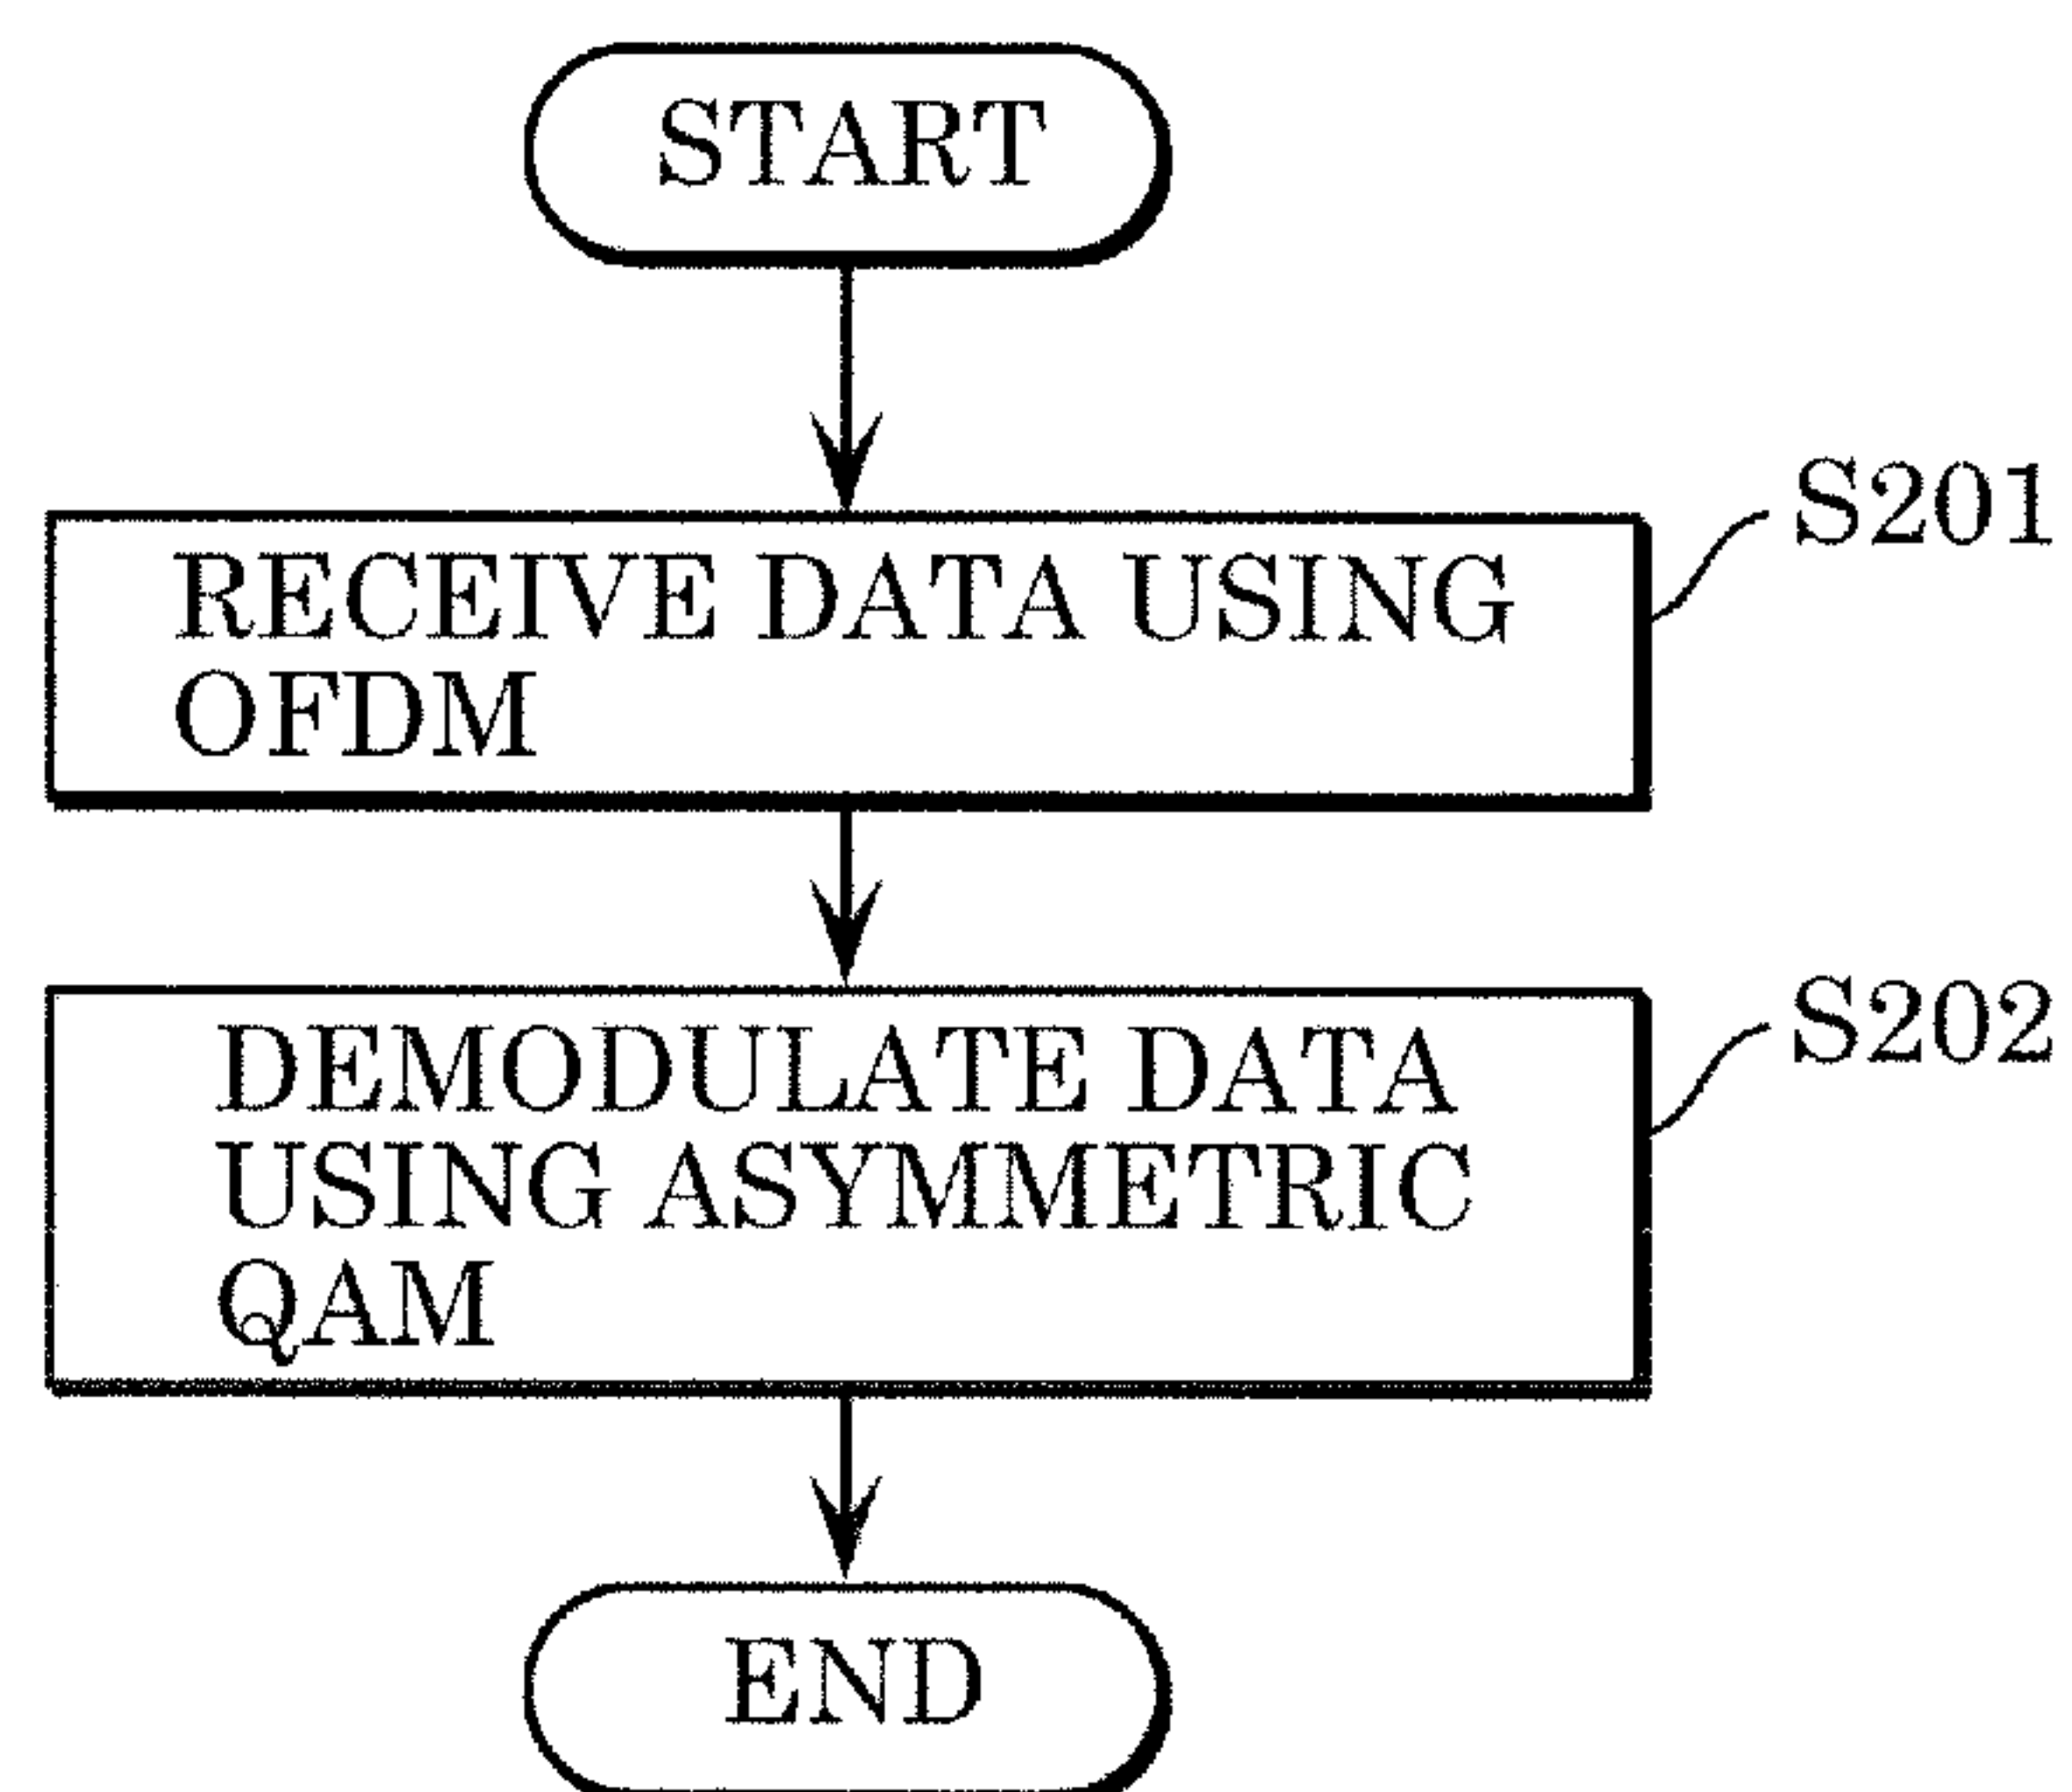 START
S201
RECEIVE DATA USING
OFDM
S202
DEMODULATE DATA
USING ASYMMETRIC
QAM
END